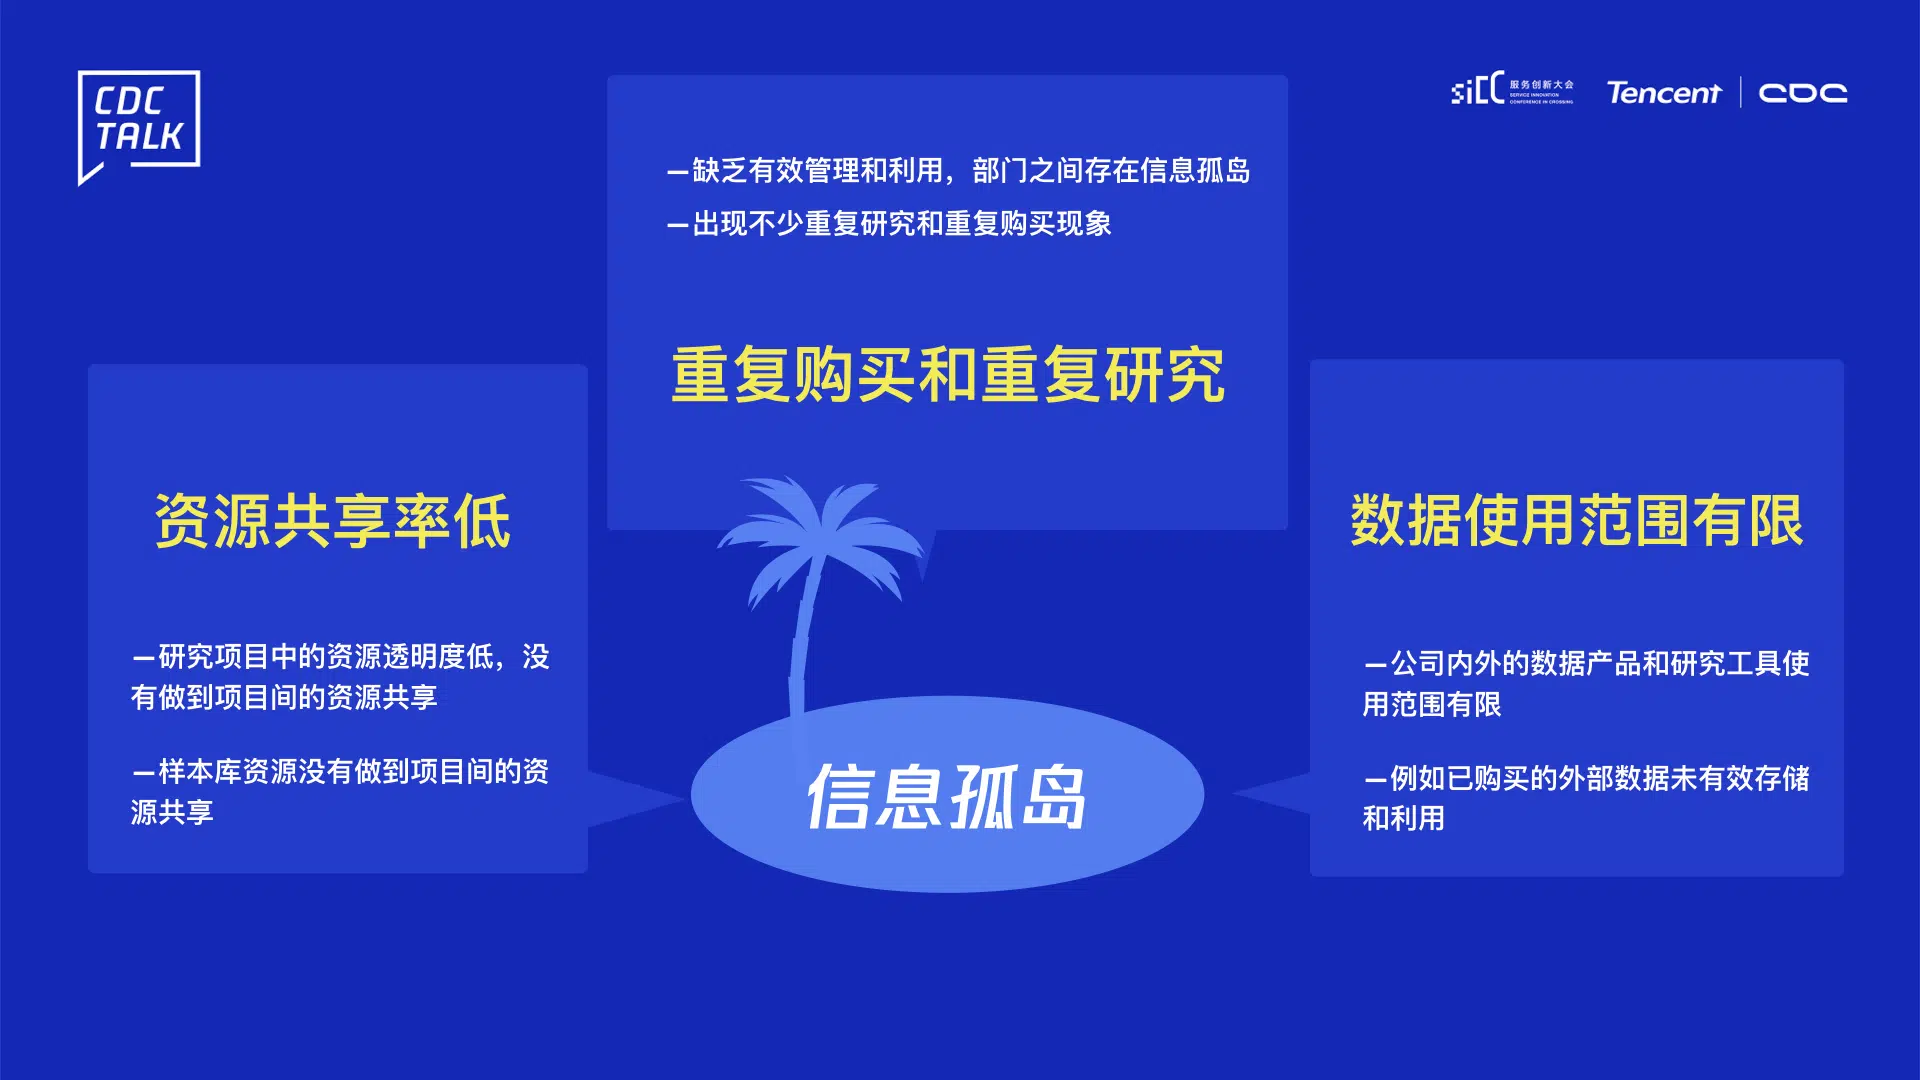 CDC
TALK
SiCC
服务创新大会
SERVICE INNOVATION
CONFERENCE IN CROSSING
Tencent
CDC
—缺乏有效管理和利用，部门之间存在信息孤岛
—出现不少重复研究和重复购买现象
重复购买和重复研究
资源共享率低
—研究项目中的资源透明度低，没
有做到项目间的资源共享
—样本库资源没有做到项目间的资
源共享
数据使用范围有限
—公司内外的数据产品和研究工具使
用范围有限
—例如已购买的外部数据未有效存储
和利用
信息孤岛